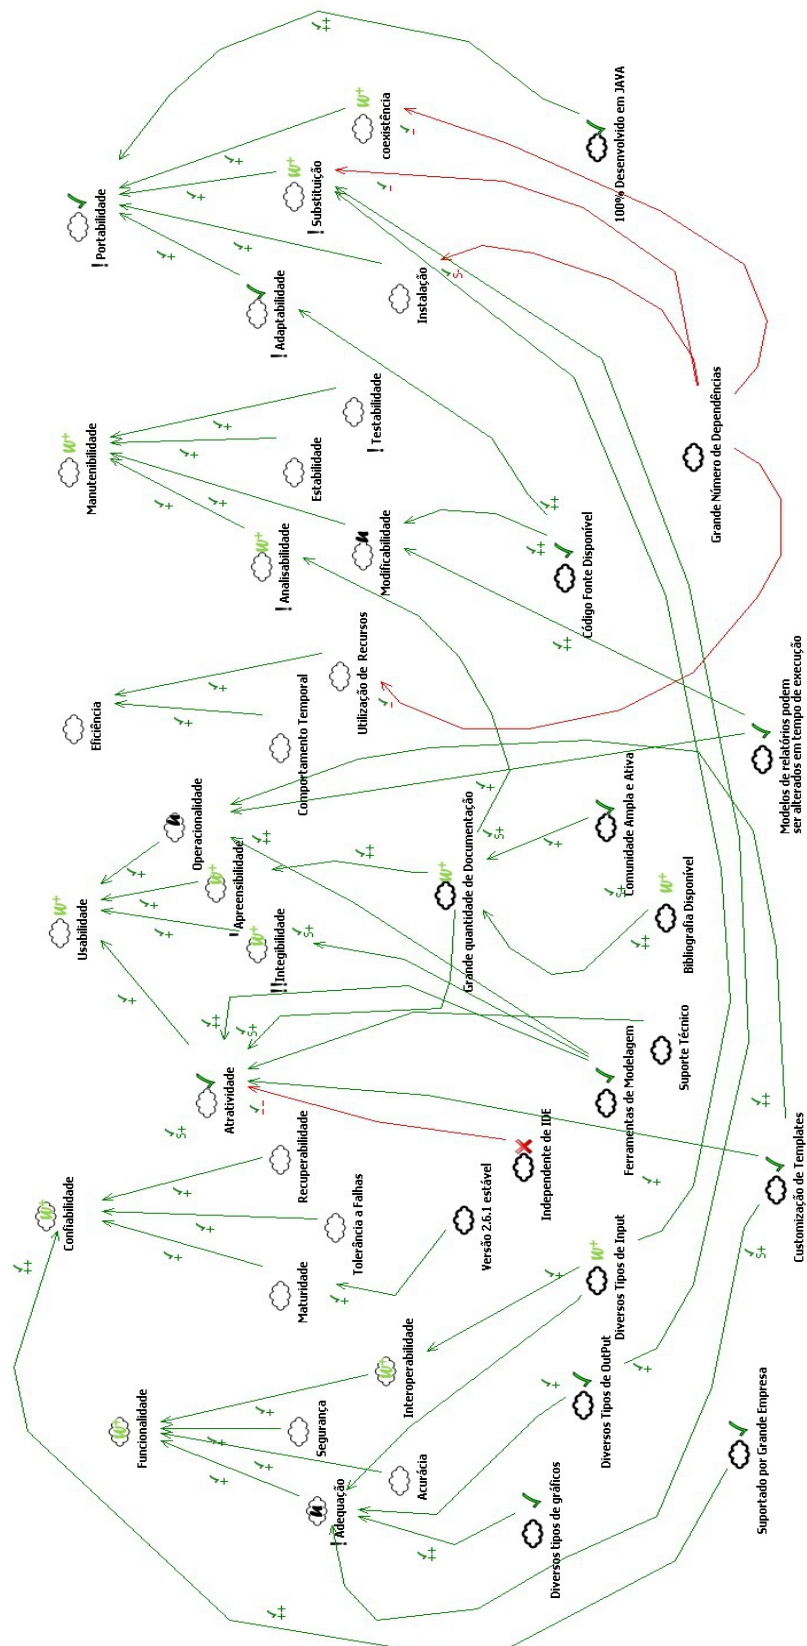 Funcionalidade
Confiabilidade
Usabilidade
Eficiência
Manutenibilidade
! Portabilidade
Atratividade
!! Integibilidade
! Apreensibilidade
Operacionalidade
! Adequação
Acurácia
Segurança
Interoperabilidade
Maturidade
Tolerância a Falhas
Recuperabilidade
Comportamento Temporal
Utilização de Recursos
! Analisabilidade
Modificabilidade
Estabilidade
! Testabilidade
! Adaptabilidade
Instalação
! Substituição
coexistência
Versão 2.6.1 estável
Independente de IDE
Grande quantidade de Documentação
Diversos tipos de gráficos
Diversos Tipos de OutPut
Diversos Tipos de Input
Ferramentas de Modelagem
Suporte Técnico
Bibliografia Disponível
Comunidade Ampla e Ativa
Código Fonte Disponível
100% Desenvolvido em JAVA
Grande Número de Dependências
Suportado por Grande Empresa
Customização de Templates
Modelos de relatórios podem
ser alterados em tempo de execução